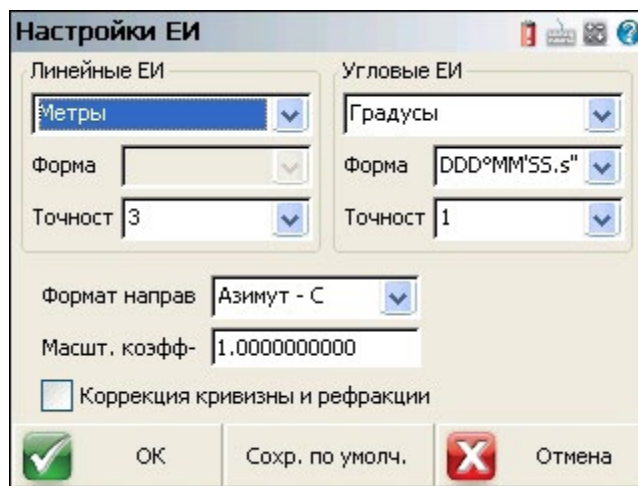 Настройки ЕИ
Линейные ЕИ
Метры
Форма
Точност 3
Угловые ЕИ
Градусы
Форма DDD°MM'SS.s"
Точност 1
Формат направ Азимут - С
Масшт. коэфф- 1.0000000000
Коррекция кривизны и рефракции
ОК
Сохр. по умолч.
Отмена